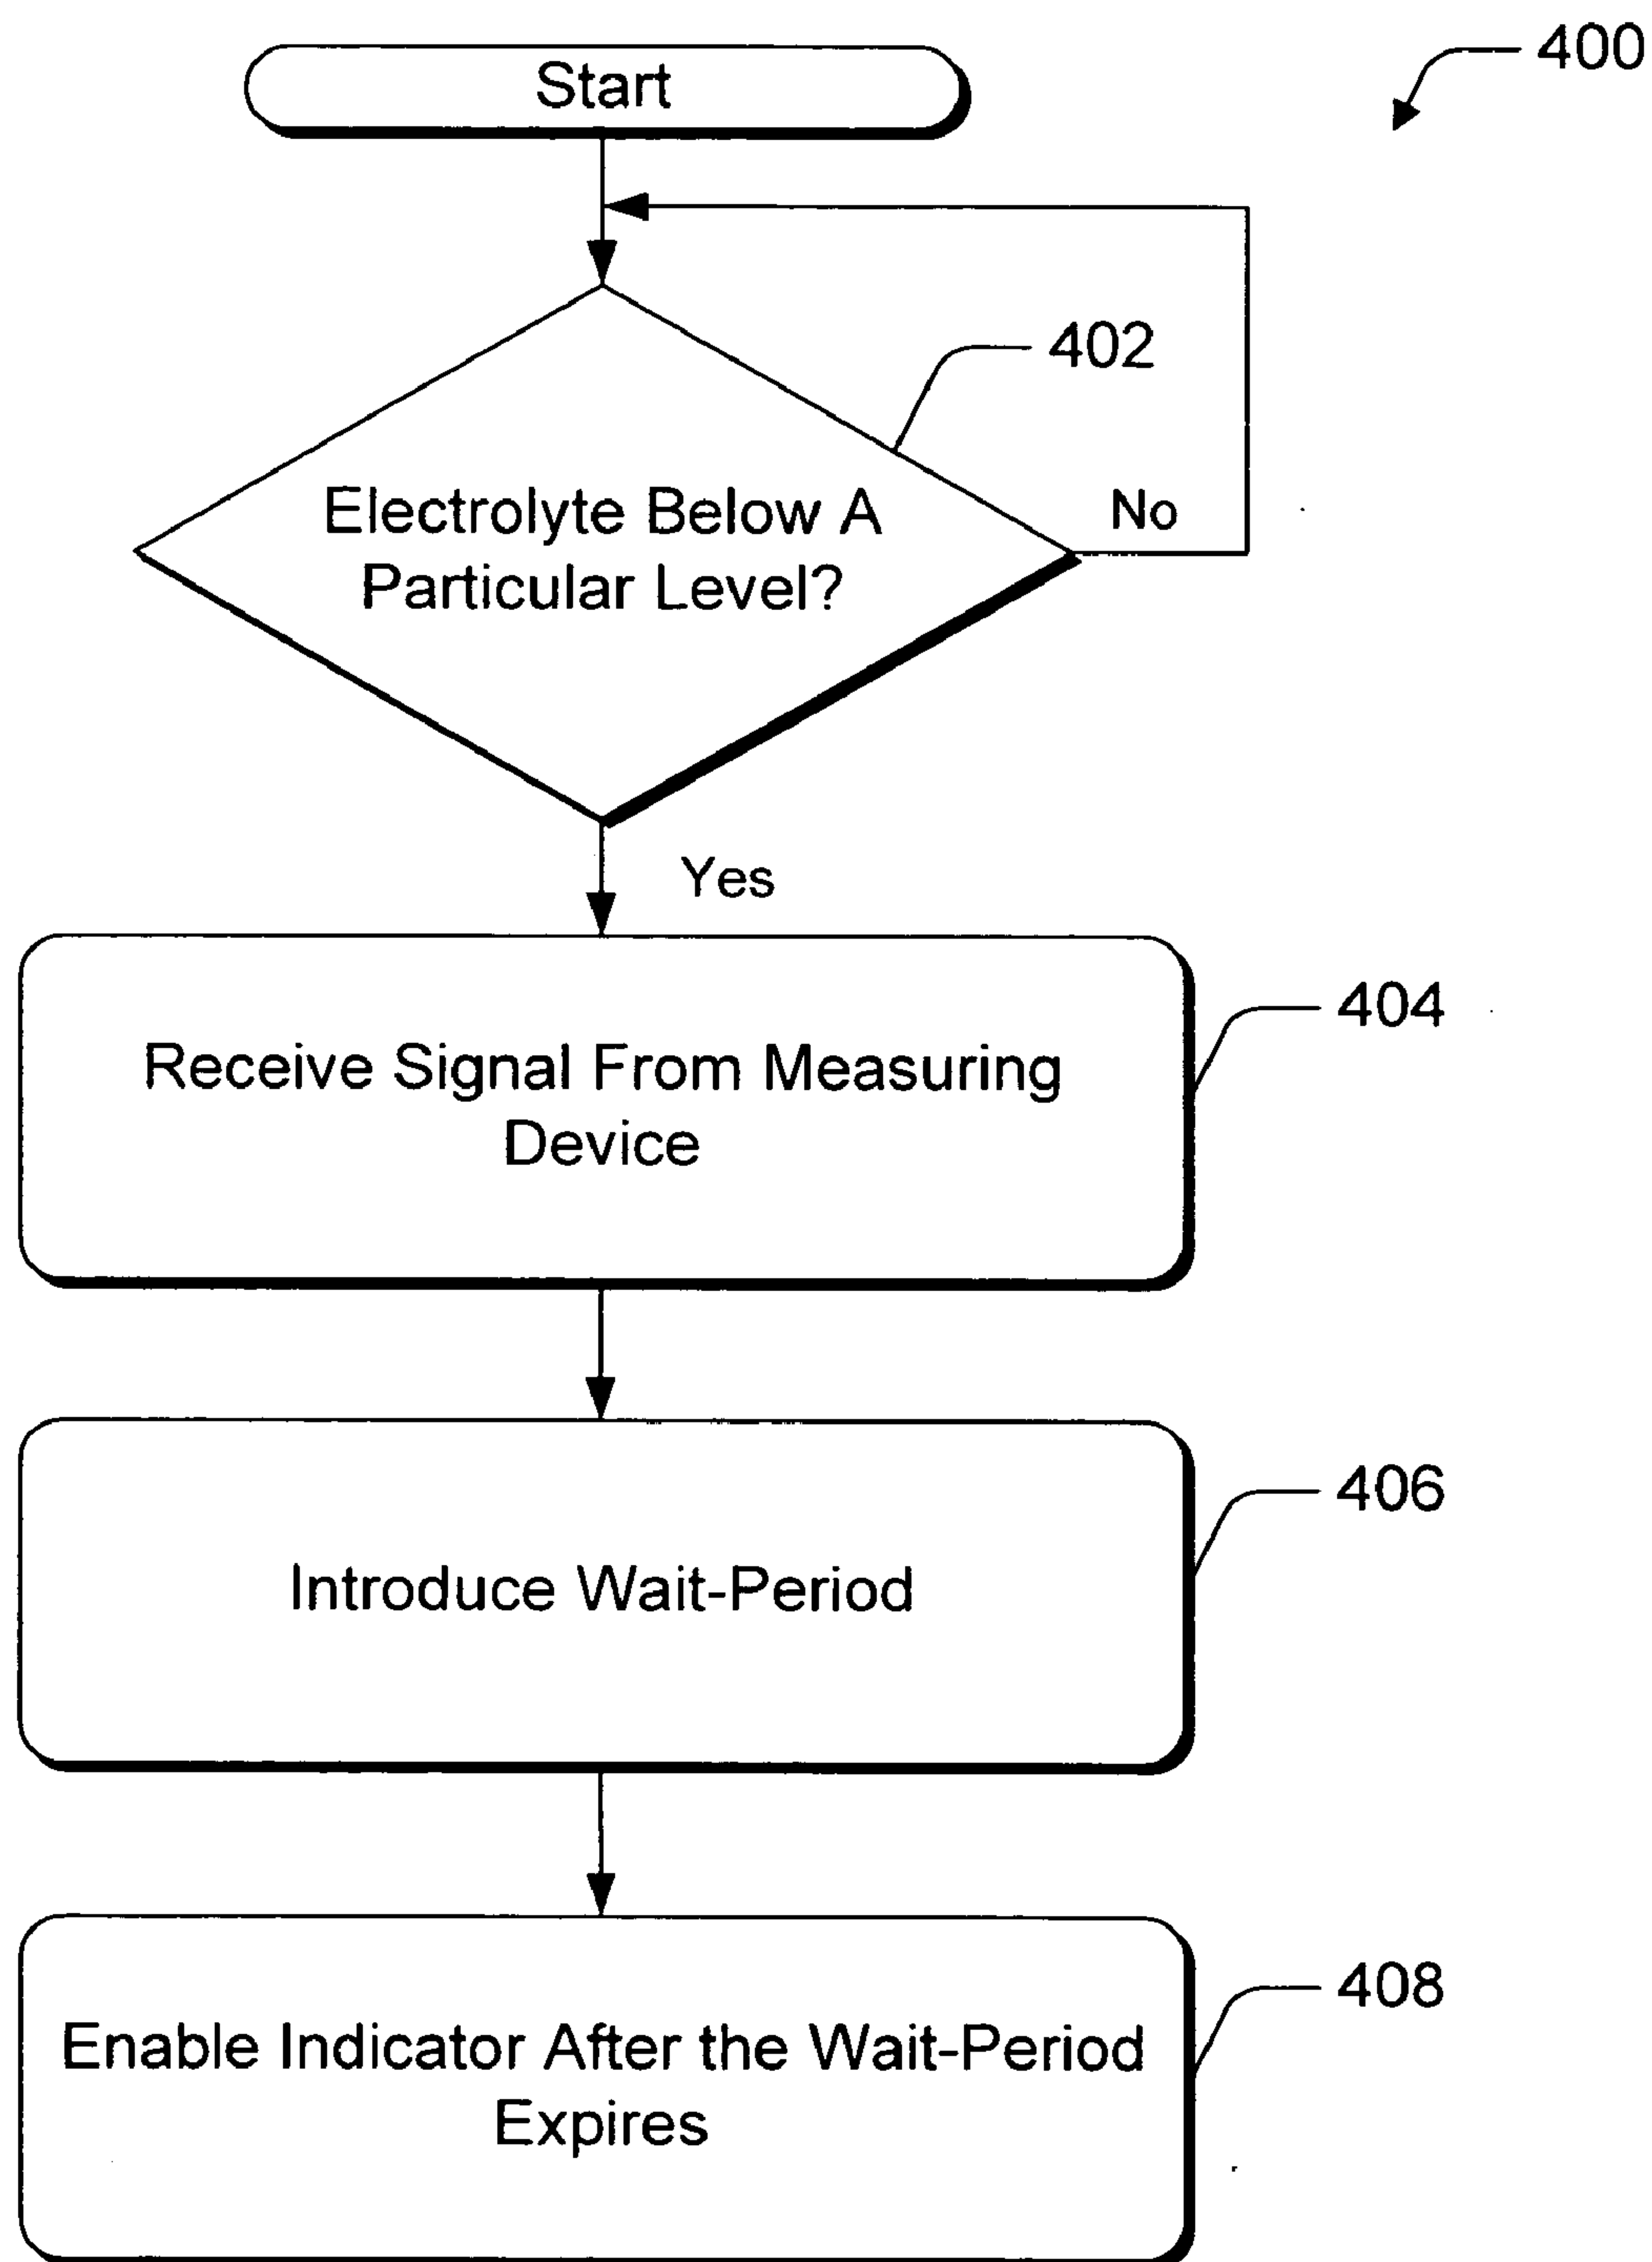 400
Start
402
Electrolyte Below A
Particular Level?
No
Yes
404
Receive Signal From Measuring
Device
406
Introduce Wait-Period
408
Enable Indicator After the Wait-Period
Expires